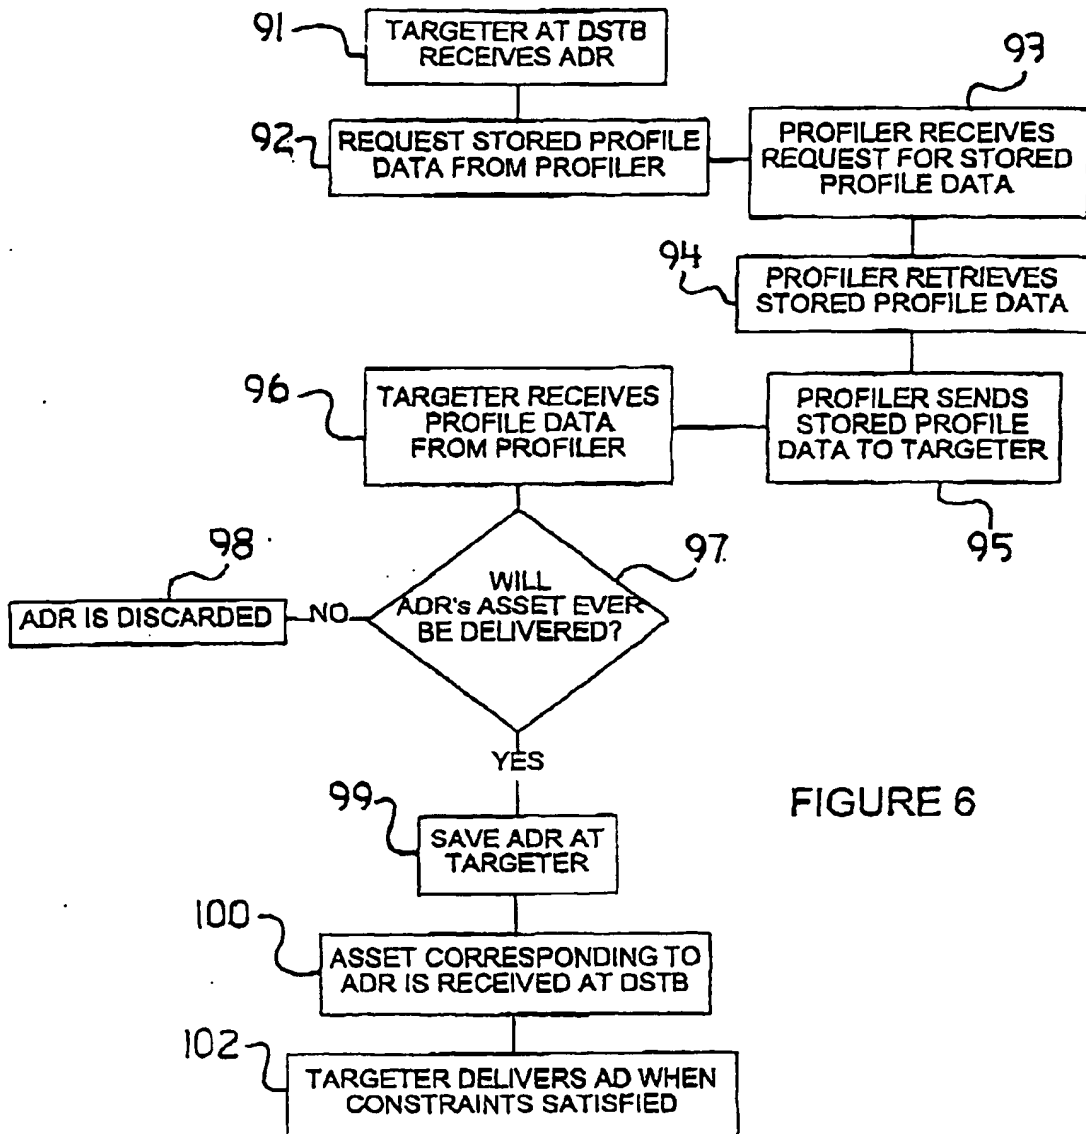 91
TARGETER AT DSTB
RECEIVES ADR
92
REQUEST STORED PROFILE
DATA FROM PROFILER
93
PROFILER RECEIVES
REQUEST FOR STORED
PROFILE DATA
94
PROFILER RETRIEVES
STORED PROFILE DATA
PROFILER SENDS
STORED PROFILE
DATA TO TARGETER
95
96
TARGETER RECEIVES
PROFILE DATA
FROM PROFILER
97
WILL
ADR's ASSET EVER
BE DELIVERED?
NO
98
ADR IS DISCARDED
YES
99
SAVE ADR AT
TARGETER
100
ASSET CORRESPONDING TO
ADR IS RECEIVED AT DSTB
102
TARGETER DELIVERS AD WHEN
CONSTRAINTS SATISFIED
FIGURE 6